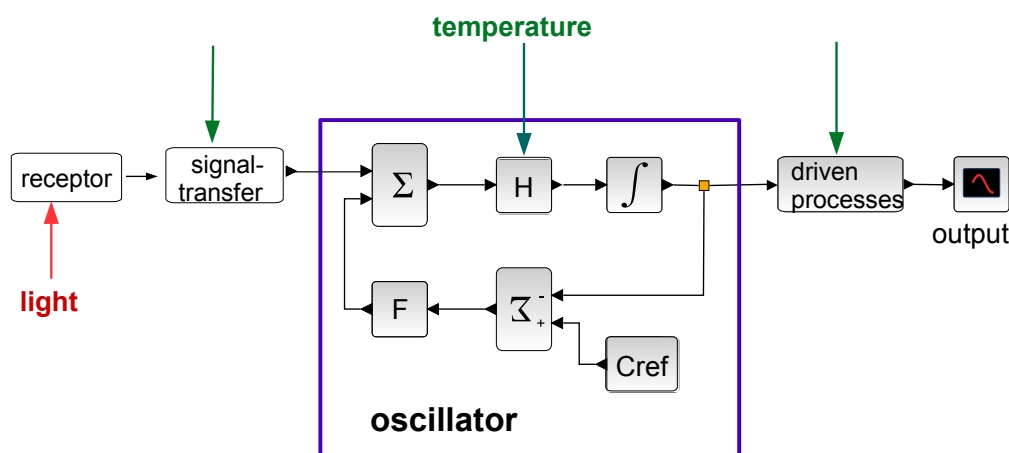 temperature
receptor
signal-
transfer
Σ
H
∫
driven
processes
output
light
F
Σ - +
Cref
oscillator